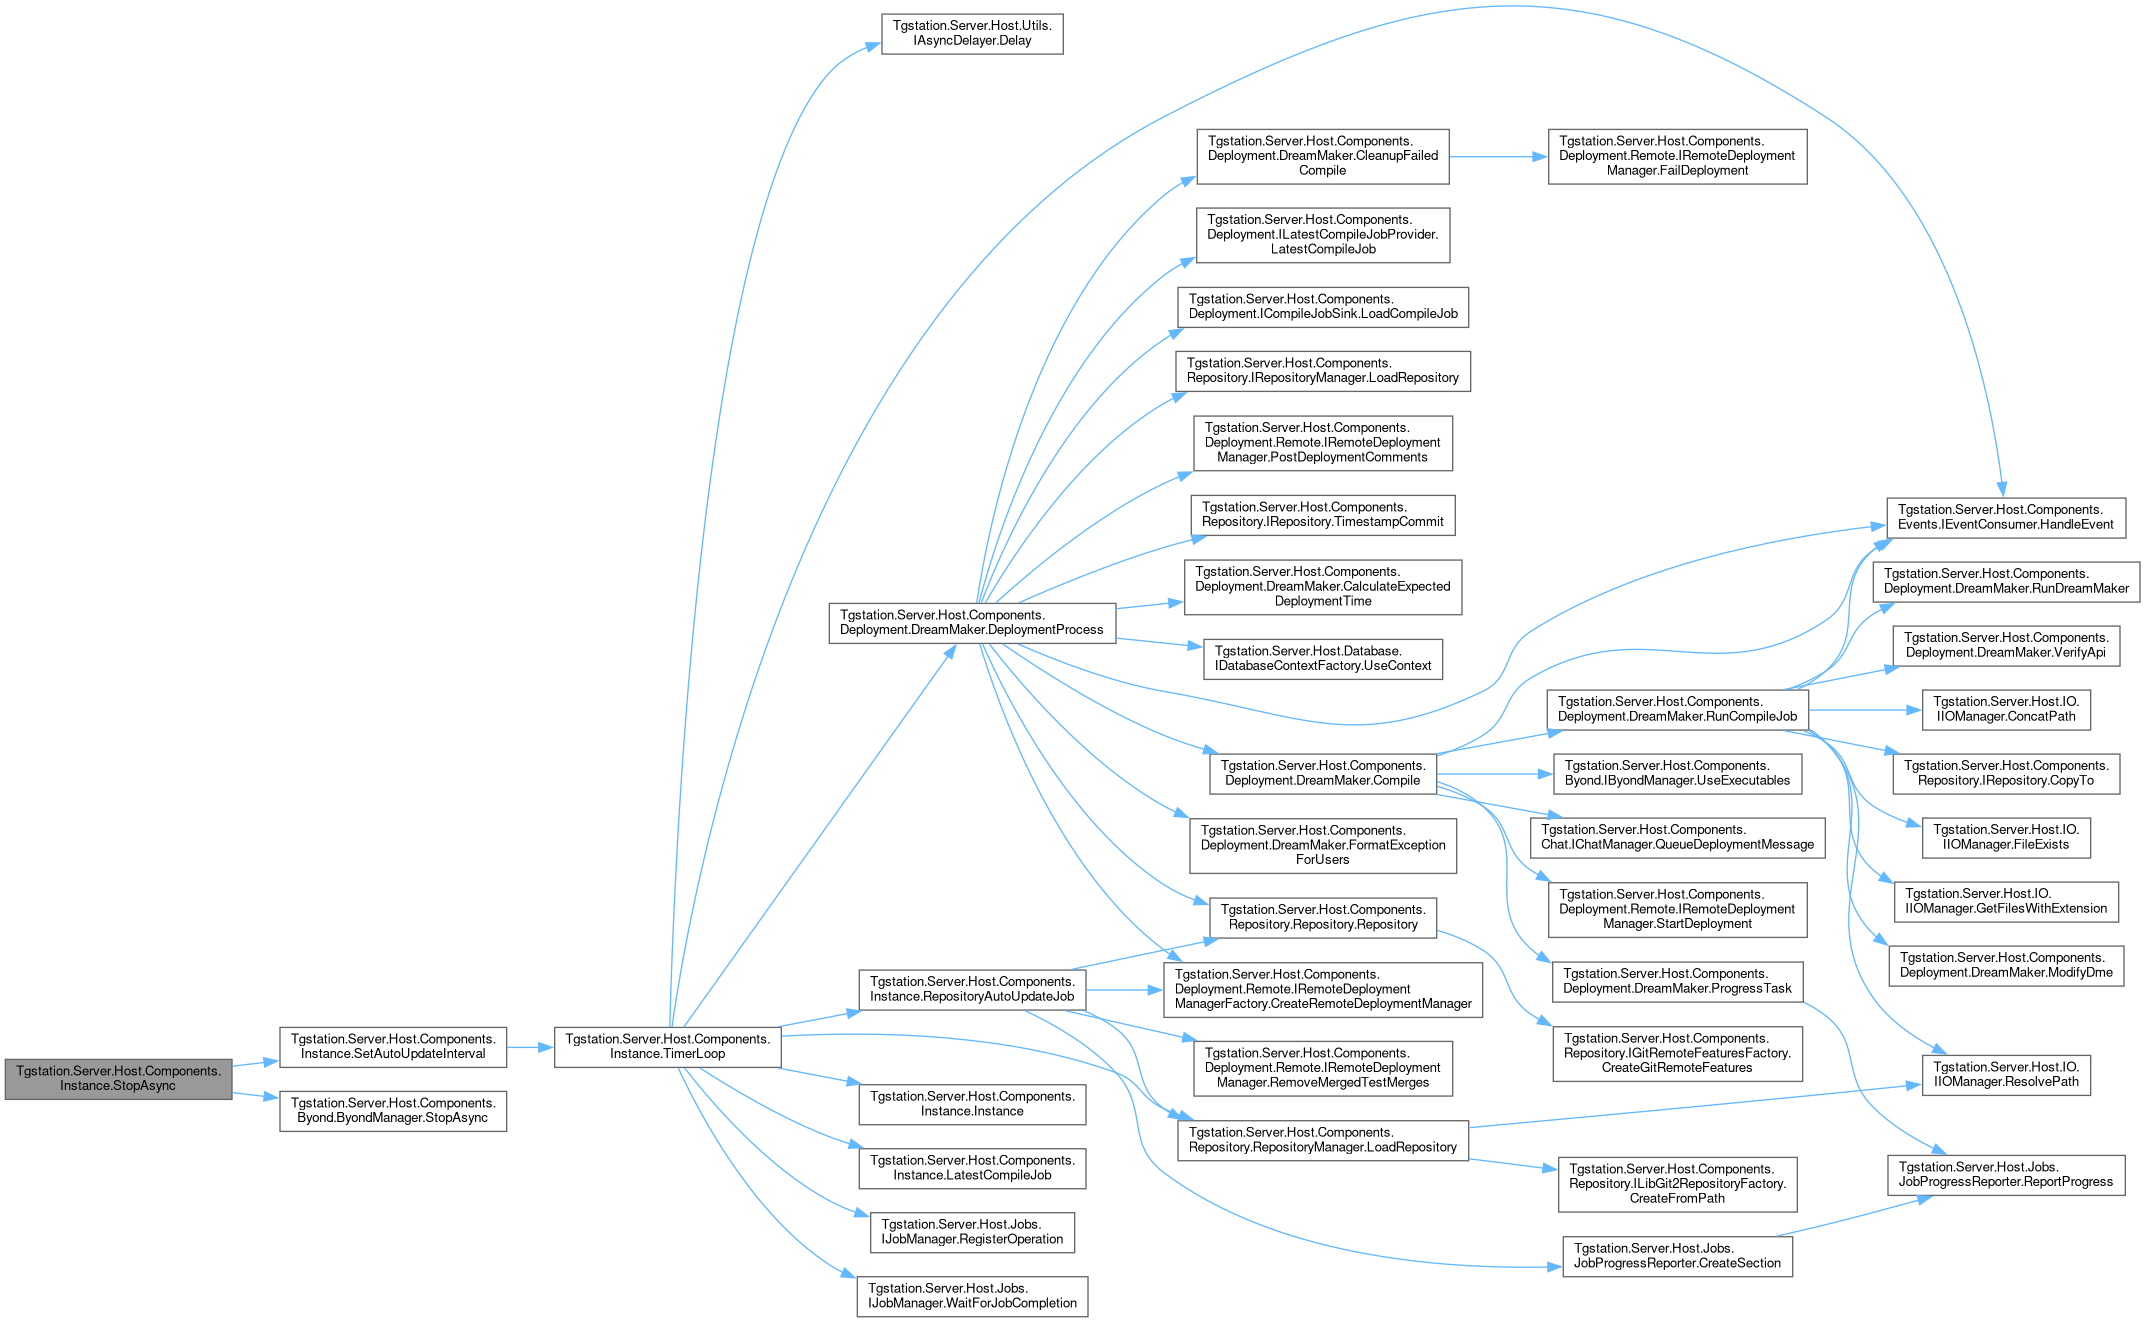 Tgstation.Server.Host.Components.
Instance.StopAsync
Tgstation.Server.Host.Components.
Instance.SetAutoUpdateInterval
Tgstation.Server.Host.Components.
Byond.ByondManager.StopAsync
Tgstation.Server.Host.Components.
Instance.TimerLoop
Tgstation.Server.Host.Utils.
IAsyncDelayer.Delay
Tgstation.Server.Host.Components.
Deployment.DreamMaker.DeploymentProcess
Tgstation.Server.Host.Components.
Instance.RepositoryAutoUpdateJob
Tgstation.Server.Host.Components.
Instance.Instance
Tgstation.Server.Host.Components.
Instance.LatestCompileJob
Tgstation.Server.Host.Jobs.
IJobManager.RegisterOperation
Tgstation.Server.Host.Jobs.
IJobManager.WaitForJobCompletion
Tgstation.Server.Host.Components.
Deployment.DreamMaker.CleanupFailed
Compile
Tgstation.Server.Host.Components.
Deployment.ILatestCompileJobProvider.
LatestCompileJob
Tgstation.Server.Host.Components.
Deployment.ICompileJobSink.LoadCompileJob
Tgstation.Server.Host.Components.
Repository.IRepositoryManager.LoadRepository
Tgstation.Server.Host.Components.
Deployment.Remote.IRemoteDeployment
Manager.PostDeploymentComments
Tgstation.Server.Host.Components.
Repository.IRepository.TimestampCommit
Tgstation.Server.Host.Components.
Deployment.DreamMaker.CalculateExpected
DeploymentTime
Tgstation.Server.Host.Database.
IDatabaseContextFactory.UseContext
Tgstation.Server.Host.Components.
Deployment.DreamMaker.Compile
Tgstation.Server.Host.Components.
Deployment.DreamMaker.FormatException
ForUsers
Tgstation.Server.Host.Components.
Repository.Repository.Repository
Tgstation.Server.Host.Components.
Deployment.Remote.IRemoteDeployment
ManagerFactory.CreateRemoteDeploymentManager
Tgstation.Server.Host.Components.
Deployment.Remote.IRemoteDeployment
Manager.RemoveMergedTestMerges
Tgstation.Server.Host.Components.
Repository.RepositoryManager.LoadRepository
Tgstation.Server.Host.Components.
Deployment.Remote.IRemoteDeployment
Manager.FailDeployment
Tgstation.Server.Host.Components.
Deployment.DreamMaker.RunCompileJob
Tgstation.Server.Host.Components.
Byond.IByondManager.UseExecutables
Tgstation.Server.Host.Components.
Chat.IChatManager.QueueDeploymentMessage
Tgstation.Server.Host.Components.
Deployment.Remote.IRemoteDeployment
Manager.StartDeployment
Tgstation.Server.Host.Components.
Deployment.DreamMaker.ProgressTask
Tgstation.Server.Host.Components.
Repository.IGitRemoteFeaturesFactory.
CreateGitRemoteFeatures
Tgstation.Server.Host.Components.
Repository.ILibGit2RepositoryFactory.
CreateFromPath
Tgstation.Server.Host.Jobs.
JobProgressReporter.CreateSection
Tgstation.Server.Host.Components.
Events.IEventConsumer.HandleEvent
Tgstation.Server.Host.Components.
Deployment.DreamMaker.RunDreamMaker
Tgstation.Server.Host.Components.
Deployment.DreamMaker.VerifyApi
Tgstation.Server.Host.IO.
IIOManager.ConcatPath
Tgstation.Server.Host.Components.
Repository.IRepository.CopyTo
Tgstation.Server.Host.IO.
IIOManager.FileExists
Tgstation.Server.Host.IO.
IIOManager.GetFilesWithExtension
Tgstation.Server.Host.Components.
Deployment.DreamMaker.ModifyDme
Tgstation.Server.Host.IO.
IIOManager.ResolvePath
Tgstation.Server.Host.Jobs.
JobProgressReporter.ReportProgress